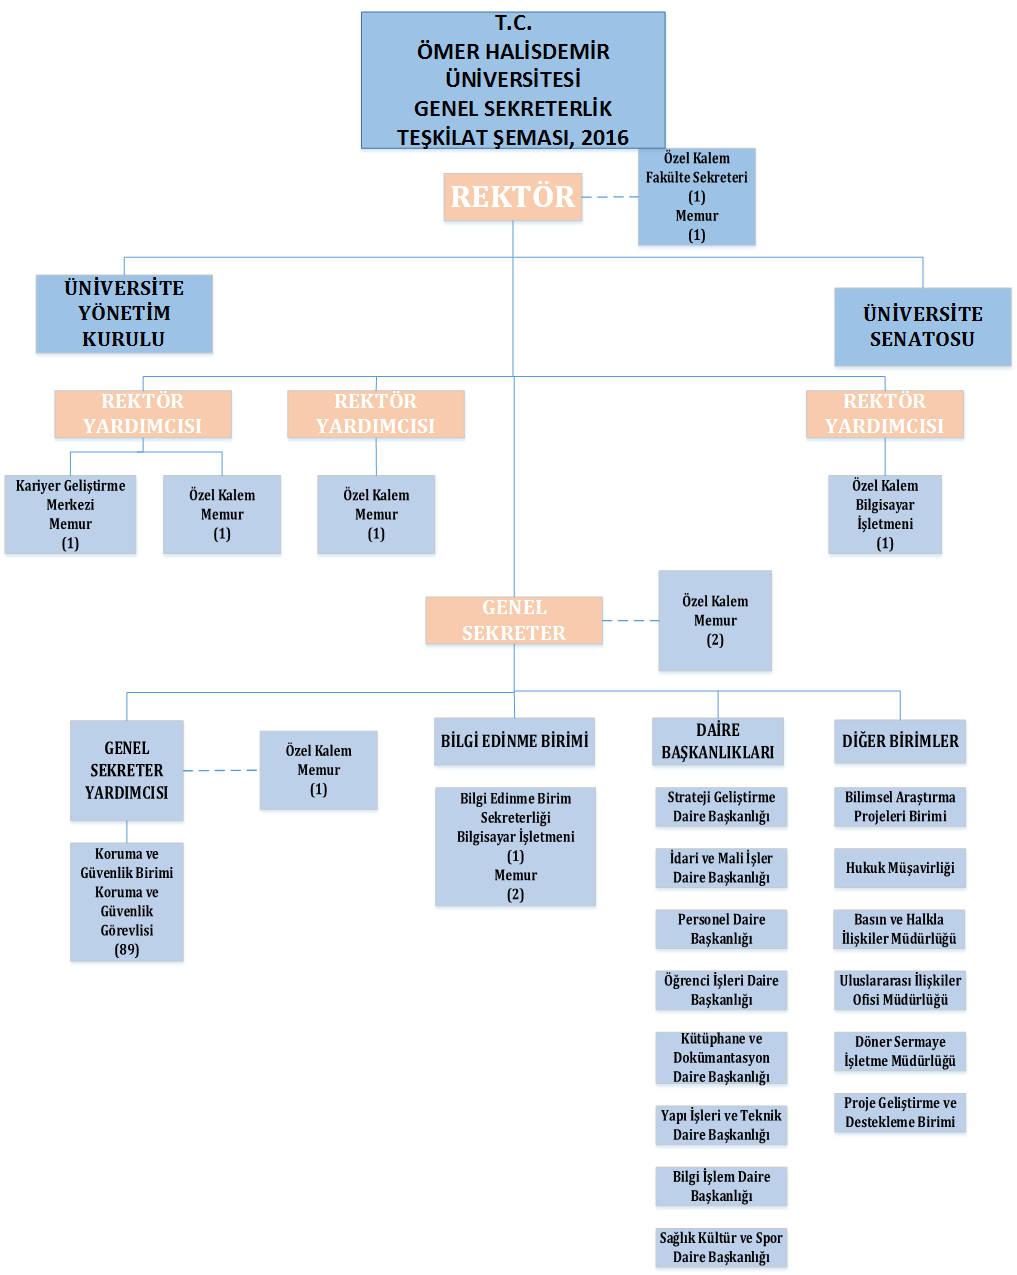 T.C.
ÖMER HALİSDEMİR
ÜNİVERSİTESİ
GENEL SEKRETERLİK
TEŞKİLAT ŞEMASI, 2016
REKTÖR
Özel Kalem
Fakülte Sekreteri
(1)
Memur
(1)
ÜNİVERSİTE
YÖNETİM
KURULU
ÜNİVERSİTE
SENATOSU
REKTÖR
YARDIMCISI
REKTÖR
YARDIMCISI
REKTÖR
YARDIMCISI
Kariyer Geliştirme
Merkezi
Memur
(1)
Özel Kalem
Memur
(1)
Özel Kalem
Memur
(1)
Özel Kalem
Bilgisayar
İşletmeni
(1)
GENEL
SEKRETER
Özel Kalem
Memur
(2)
GENEL
SEKRETER
YARDIMCISI
Özel Kalem
Memur
(1)
Koruma ve
Güvenlik Birimi
Koruma ve
Güvenlik
Görevlisi
(89)
BİLGİ EDİNME BİRİMİ
Bilgi Edinme Birim
Sekreterliği
Bilgisayar İşletmeni
(1)
Memur
(2)
DAİRE
BAŞKANLIKLARI
Strateji Geliştirme
Daire Başkanlığı
İdari ve Mali İşler
Daire Başkanlığı
Personel Daire
Başkanlığı
Öğrenci İşleri Daire
Başkanlığı
Kütüphane ve
Dokümantasyon
Daire Başkanlığı
Yapı İşleri ve Teknik
Daire Başkanlığı
Bilgi İşlem Daire
Başkanlığı
Sağlık Kültür ve Spor
Daire Başkanlığı
DİĞER BİRİMLER
Bilimsel Araştırma
Projeleri Birimi
Hukuk Müşavirliği
Basın ve Halkla
İlişkiler Müdürlüğü
Uluslararası İlişkiler
Ofisi Müdürlüğü
Döner Sermaye
İşletme Müdürlüğü
Proje Geliştirme ve
Destekleme Birimi